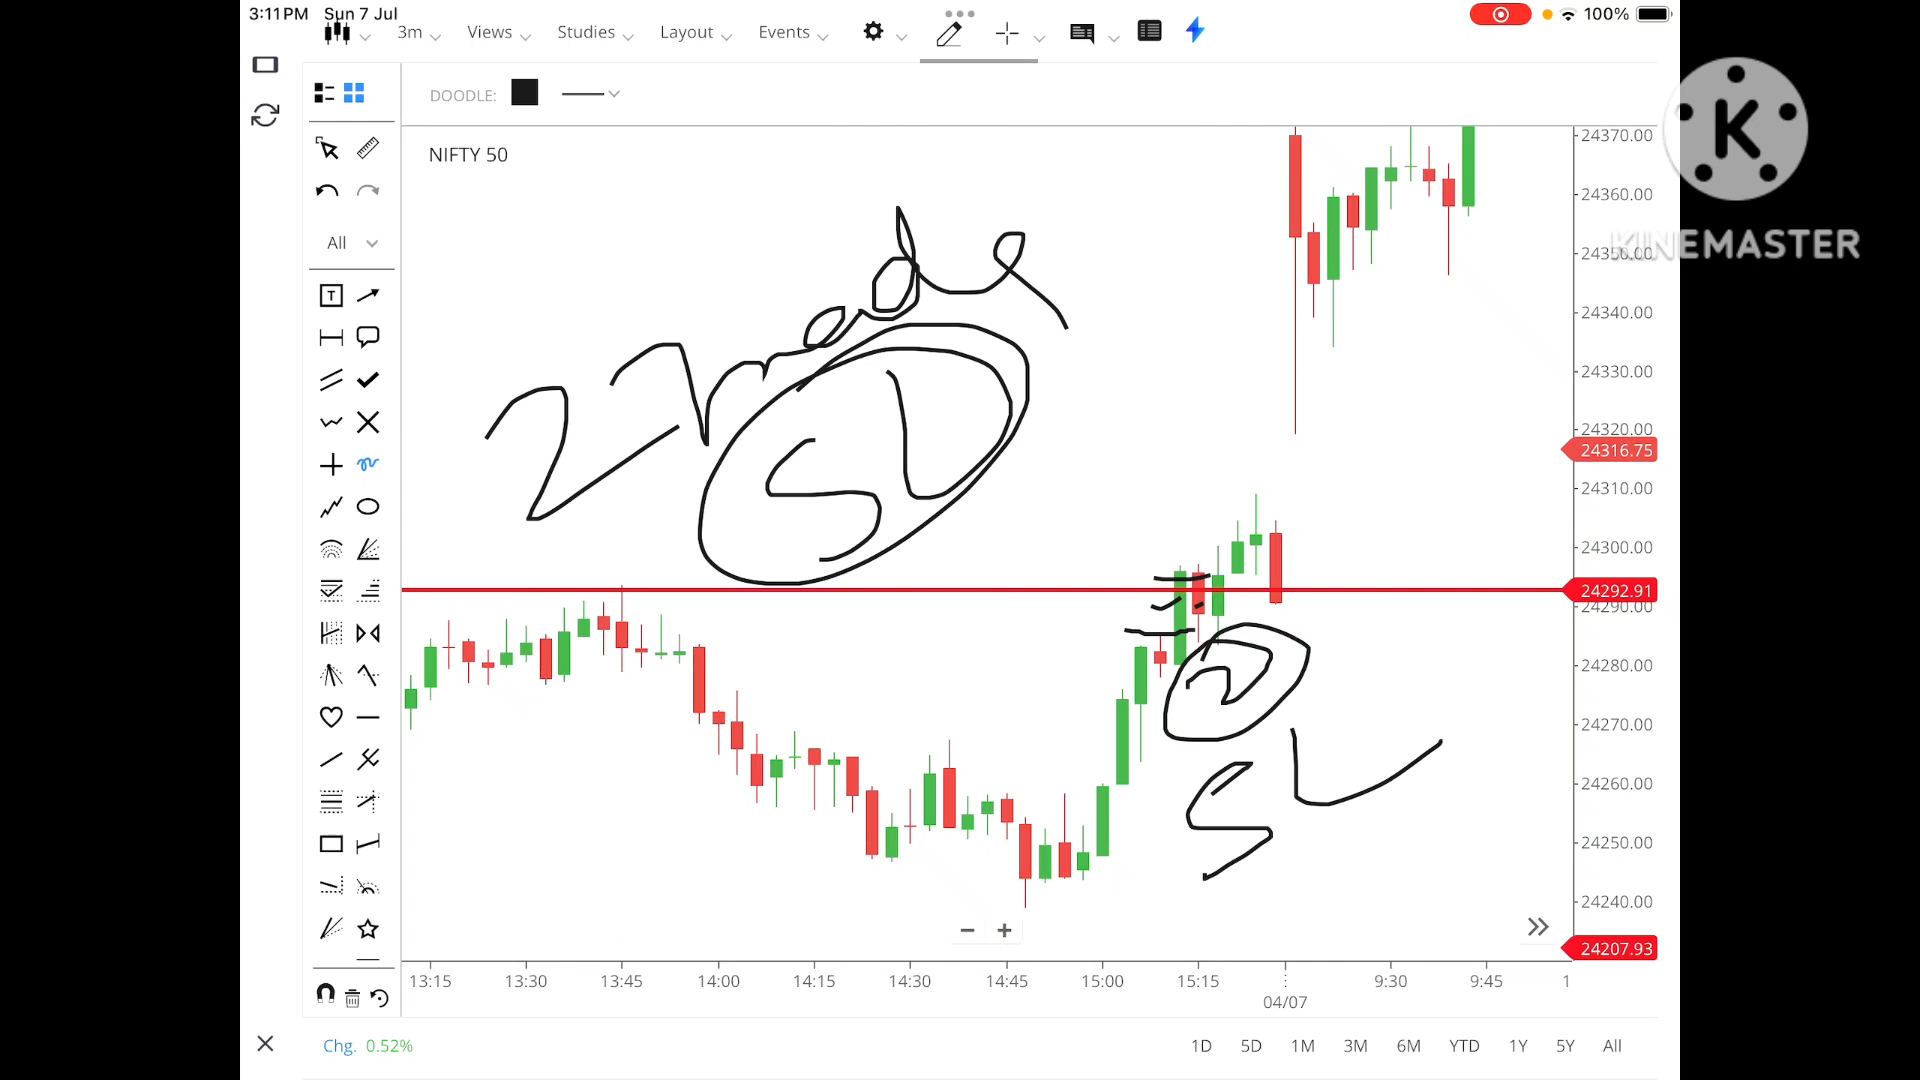 3:11PM Sun 7 Jul
100%
3m Views Studies Layout Events
DOODLE:
NIFTY 50
All
T
K
KINEMASTER
24370.00
24360.00
24350.00
24340.00
24330.00
24320.00
24316.75
24310.00
24300.00
24292.91
24290.00
24280.00
24270.00
24260.00
24250.00
24240.00
24207.93
2
SL
13:15 13:30 13:45 14:00 14:15 14:30 14:45 15:00 15:15 9:30 9:45 1
04/07
Chg. 0.52%
1D 5D 1M 3M 6M YTD 1Y 5Y All